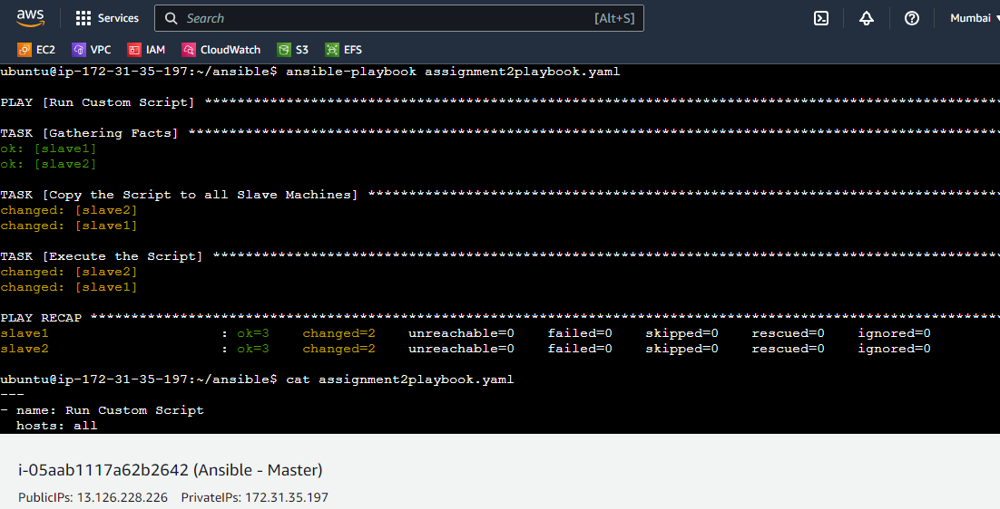 aws
Services
Search [Alt+S]
Mumbai
EC2 VPC IAM CloudWatch S3 EFS
ubuntu@ip-172-31-35-197:~/ansible$ ansible-playbook assignment2playbook.yaml
PLAY [Run Custom Script] *************************************************************************************************
TASK [Gathering Facts] ***************************************************************************************************
ok: [slave1]
ok: [slave2]
TASK [Copy the Script to all Slave Machines] *****************************************************************************
changed: [slave2]
changed: [slave1]
TASK [Execute the Script] ************************************************************************************************
changed: [slave2]
changed: [slave1]
PLAY RECAP ***************************************************************************************************************
slave1 : ok=3 changed=2 unreachable=0 failed=0 skipped=0 rescued=0 ignored=0
slave2 : ok=3 changed=2 unreachable=0 failed=0 skipped=0 rescued=0 ignored=0
ubuntu@ip-172-31-35-197:~/ansible$ cat assignment2playbook.yaml
---
- name: Run Custom Script
hosts: all
i-05aab1117a62b2642 (Ansible - Master)
PublicIPs: 13.126.228.226 PrivateIPs: 172.31.35.197